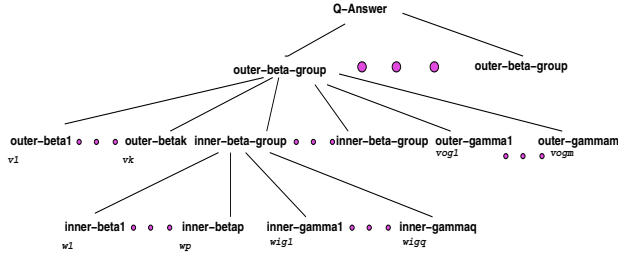 Q-Answer
outer-beta-group outer-beta-group
outer-beta1 outer-betak inner-beta-group inner-beta-group outer-gamma1 outer-gammam
v1 vk vog1 vogm
inner-beta1 inner-betap inner-gamma1 inner-gammaq
w1 wp wig1 wigq